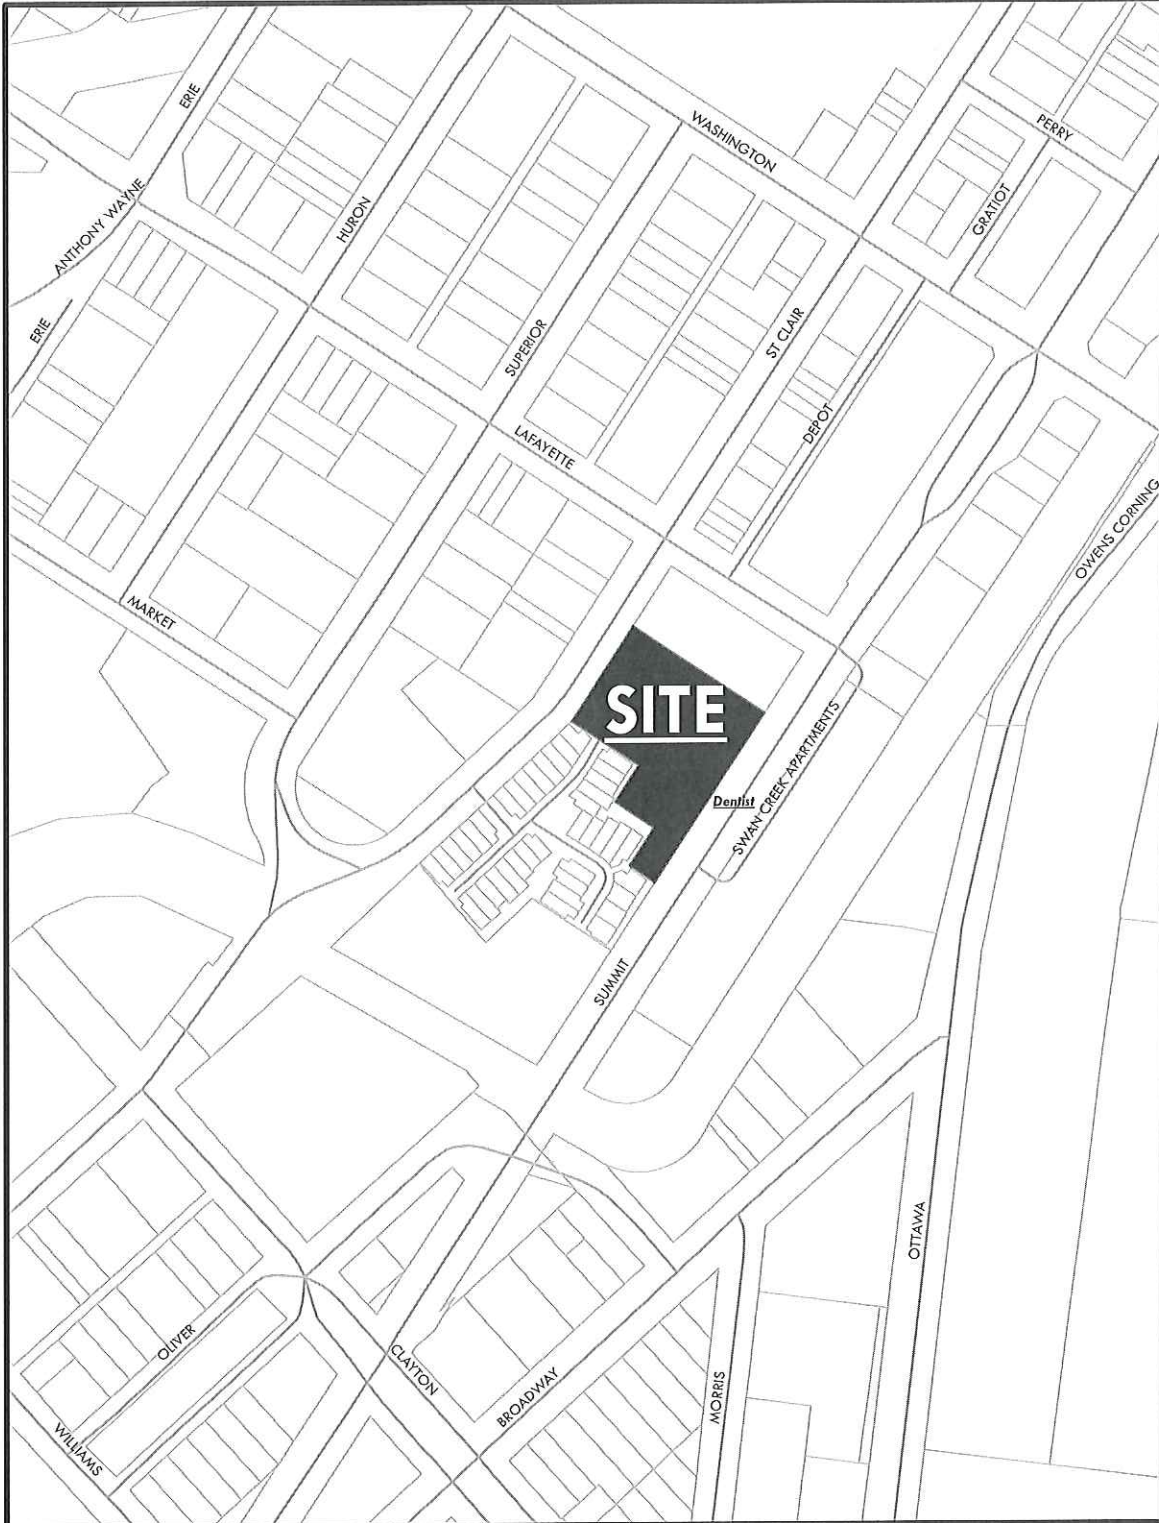 ERIE
WASHINGTON
PERRY
ANTHONY WAYNE
HURON
GRATIOT
ERIE
SUPERIOR
ST CLAIR
DEPOT
LAFAYETTE
OWENS CORNING
MARKET
SITE
Dentist
SWAN CREEK APARTMENTS
SUMMIT
OTTAWA
OLIVER
CLAYTON
BROADWAY
MORRIS
WILLIAMS